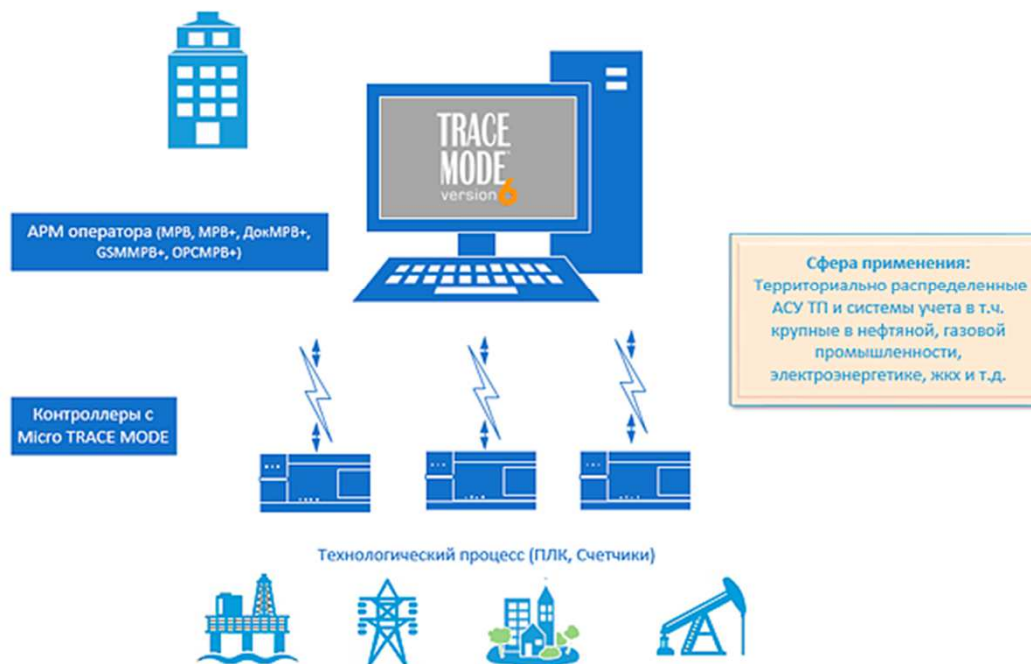 TRACE
MODE
version 6
АРМ оператора (МРВ, МРВ+, ДокМРВ+,
GSMMPB+, ОРСМРВ+)
Сфера применения:
Территориально распределенные
АСУ ТП и системы учета в т.ч.
крупные в нефтяной, газовой
промышленности,
электроэнергетике, жкх и т.д.
Контроллеры с
Micro TRACE MODE
Технологический процесс (ПЛК, Счетчики)